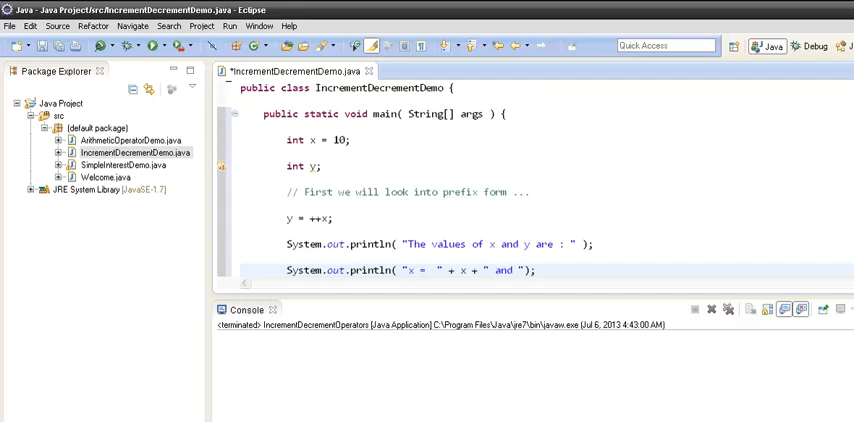 Java - Java Project/src/IncrementDecrementDemo.java - Eclipse
File Edit Source Refactor Navigate Search Project Run Window Help
Quick Access
Java
Debug
Package Explorer
*IncrementDecrementDemo.java
Java Project
src
(default package)
ArithmeticOperatorDemo.java
IncrementDecrementDemo.java
SimpleInterestDemo.java
Welcome.java
JRE System Library [JavaSE-1.7]
public class IncrementDecrementDemo {
public static void main( String[] args ) {
int x = 10;
int y;
// First we will look into prefix form ...
y = ++x;
System.out.println( "The values of x and y are : " );
System.out.println( "x =  " + x + " and ");
Console
<terminated> IncrementDecrementOperators [Java Application] C:\Program Files\Java\jre7\bin\javaw.exe (Jul 6, 2013 4:43:00 AM)